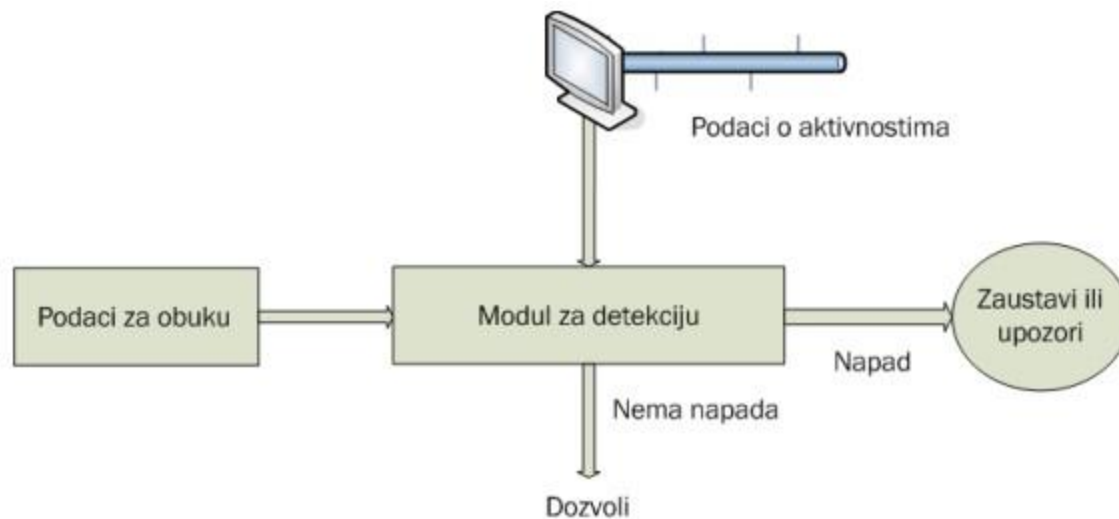 Podaci o aktivnostima
Podaci za obuku
Modul za detekciju
Zaustavi ili
upozori
Napad
Nema napada
Dozvoli